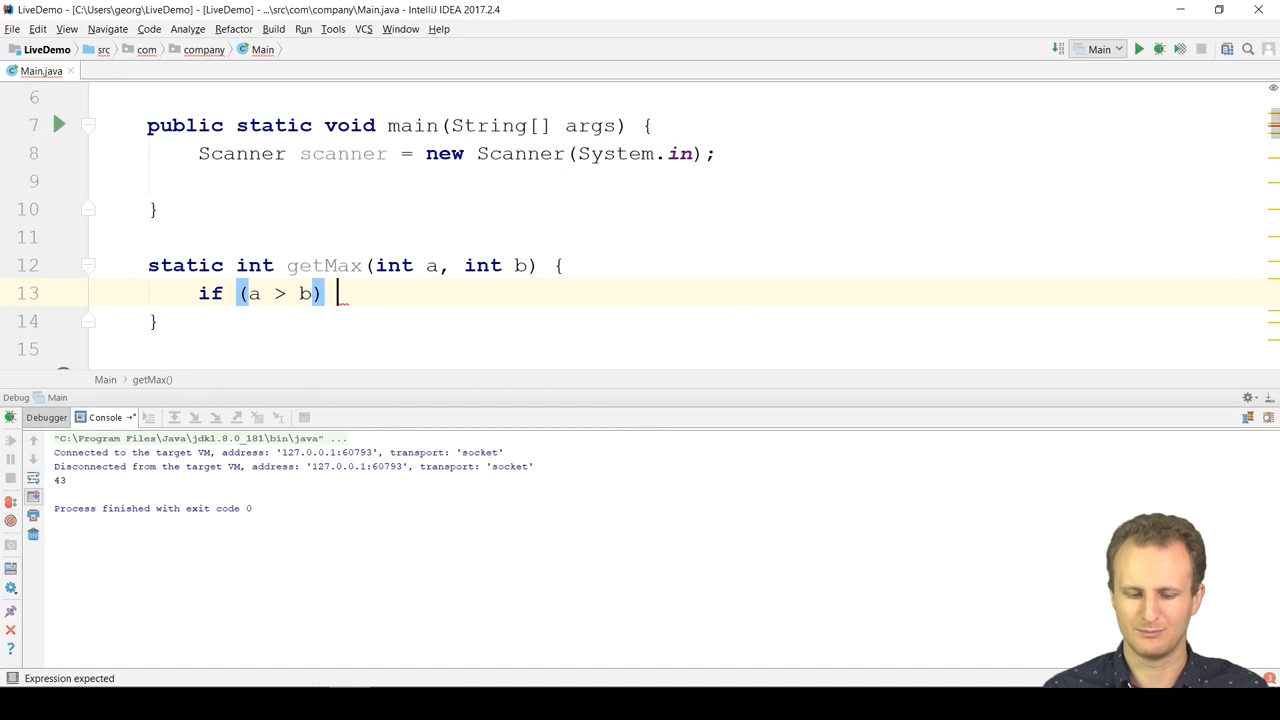 LiveDemo - [C:\Users\georg\LiveDemo] - [LiveDemo] - ...\src\com\company\Main.java - IntelliJ IDEA 2017.2.4
File Edit View Navigate Code Analyze Refactor Build Run Tools VCS Window Help
LiveDemo src com company Main Main
Main.java
6
7 public static void main(String[] args) {
8 Scanner scanner = new Scanner(System.in);
9
10 }
11
12 static int getMax(int a, int b) {
13 if (a > b)
14 }
15
Main getMax()
Debug Main
Debugger Console
"C:\Program Files\Java\jdk1.8.0_181\bin\java" ...
Connected to the target VM, address: '127.0.0.1:60793', transport: 'socket'
Disconnected from the target VM, address: '127.0.0.1:60793', transport: 'socket'
43
Process finished with exit code 0
Expression expected